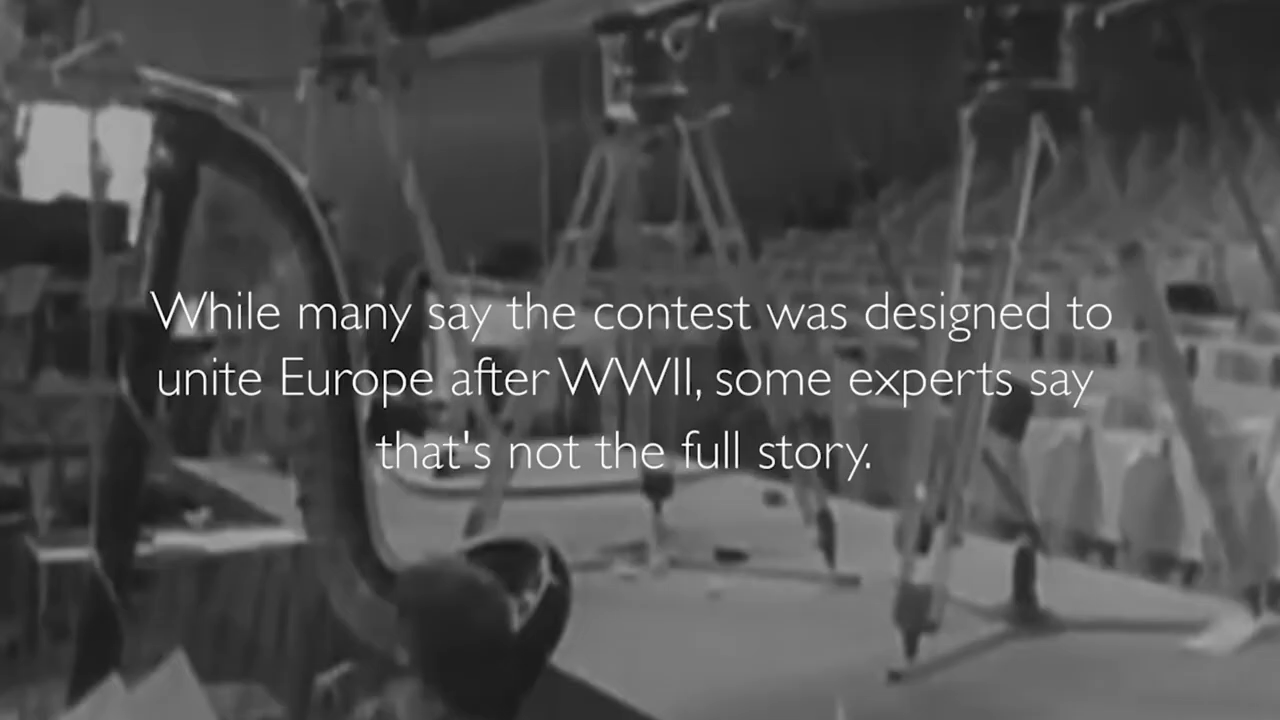 While many say the contest was designed to
unite Europe after WWII, some experts say
that's not the full story.